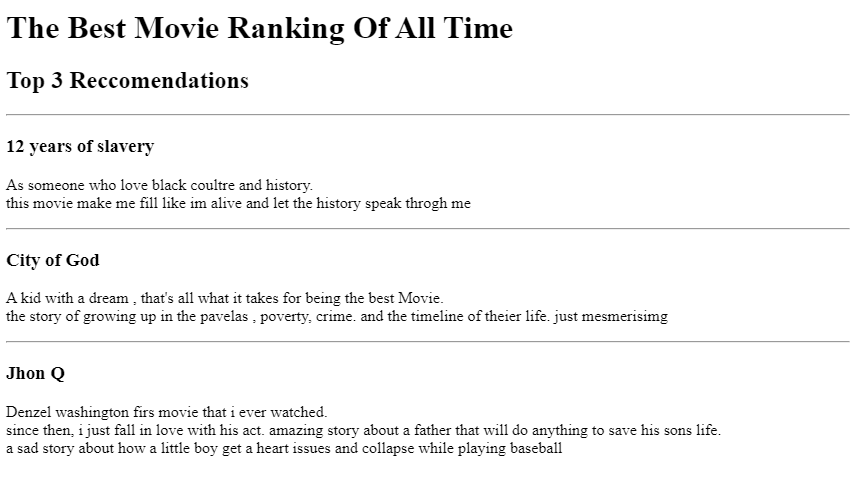 The Best Movie Ranking Of All Time
Top 3 Reccomendations
12 years of slavery
As someone who love black coultre and history.
this movie make me fill like im alive and let the history speak throgh me
City of God
A kid with a dream , that's all what it takes for being the best Movie.
the story of growing up in the pavelas , poverty, crime. and the timeline of theier life. just mesmerisimg
Jhon Q
Denzel washington firs movie that i ever watched.
since then, i just fall in love with his act. amazing story about a father that will do anything to save his sons life.
a sad story about how a little boy get a heart issues and collapse while playing baseball